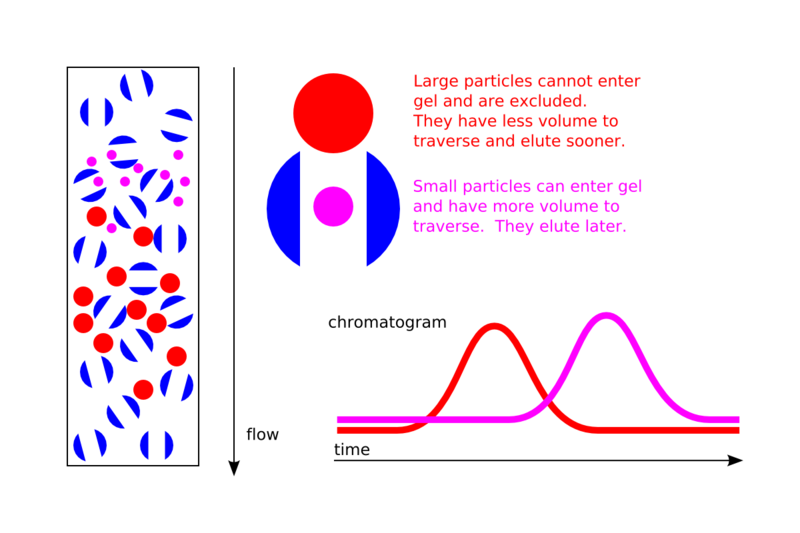 Large particles cannot enter
gel and are excluded.
They have less volume to
traverse and elute sooner.
Small particles can enter gel
and have more volume to
traverse.  They elute later.
chromatogram
flow
time